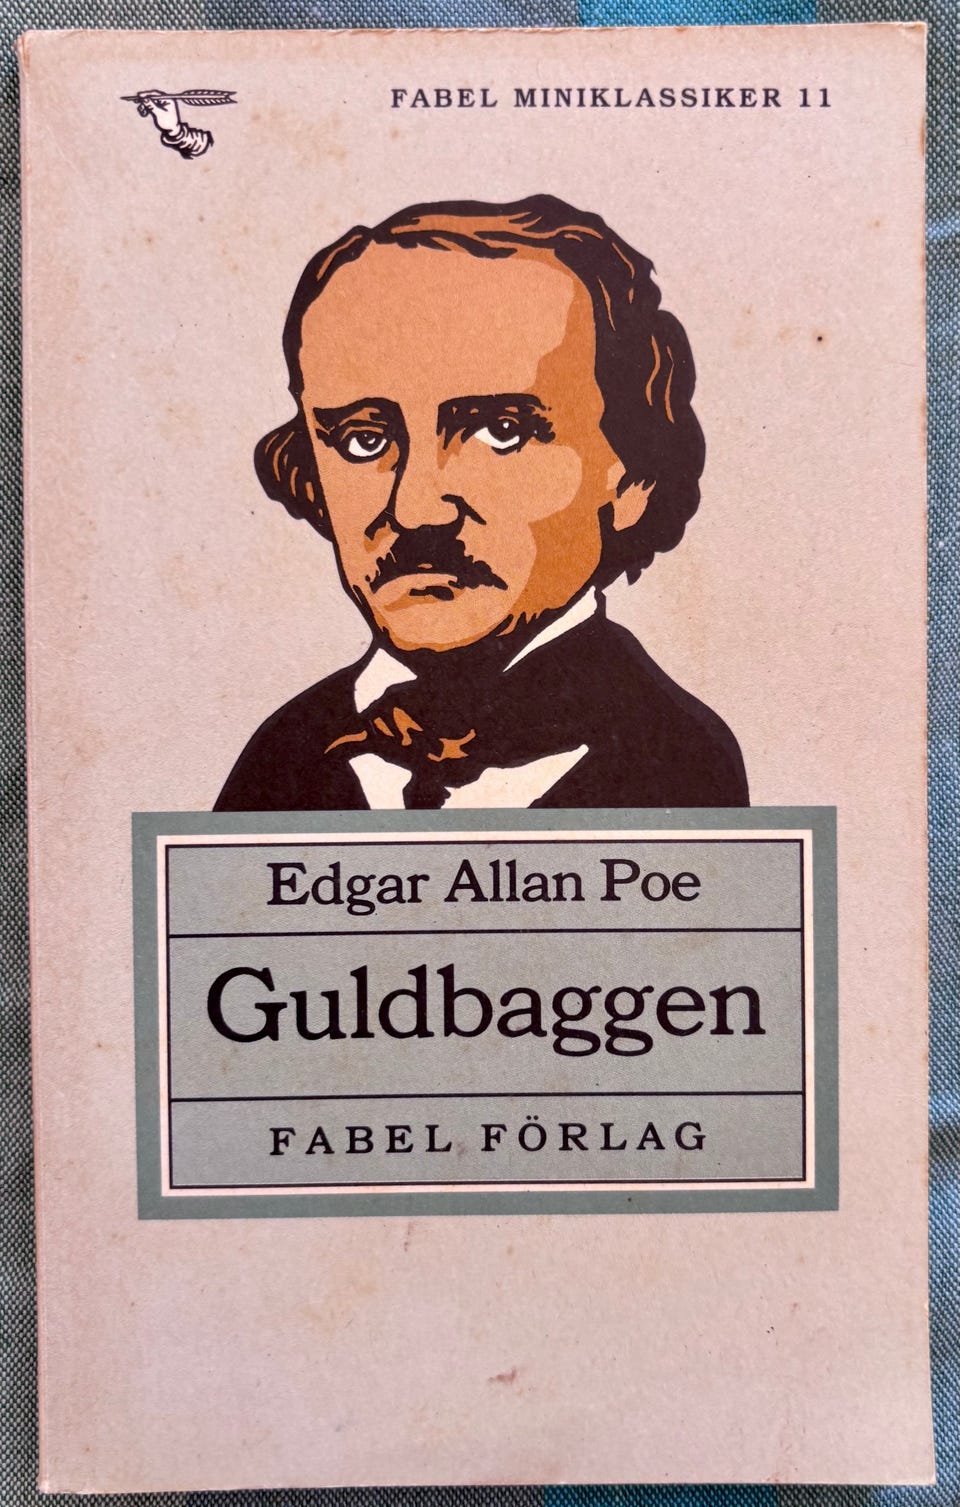 FABEL MINIKLASSIKER 11
Edgar Allan Poe
Guldbaggen
FABEL FÖRLAG